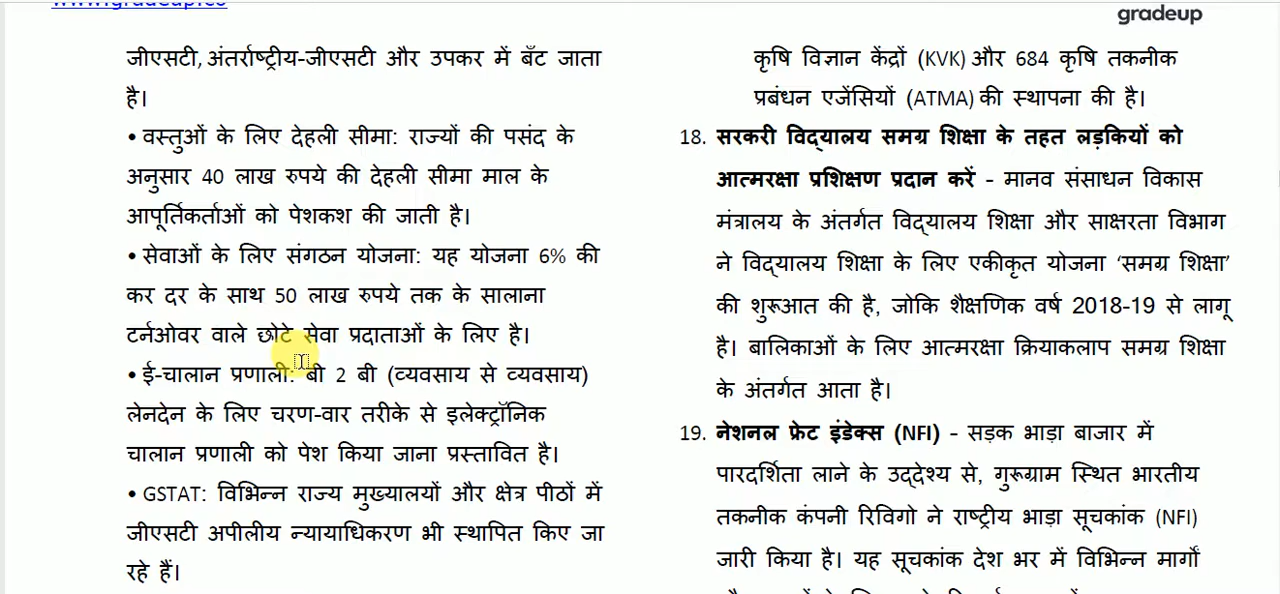 gradeup
जीएसटी, अंतर्राष्ट्रीय-जीएसटी और उपकर में बँट जाता
है।
• वस्तुओं के लिए देहली सीमा: राज्यों की पसंद के
अनुसार 40 लाख रुपये की देहली सीमा माल के
आपूर्तिकर्ताओं को पेशकश की जाती है।
• सेवाओं के लिए संगठन योजना: यह योजना 6% की
कर दर के साथ 50 लाख रुपये तक के सालाना
टर्नओवर वाले छोटे सेवा प्रदाताओं के लिए है।
• ई-चालान प्रणाली: बी 2 बी (व्यवसाय से व्यवसाय)
लेनदेन के लिए चरण-वार तरीके से इलेक्ट्रॉनिक
चालान प्रणाली को पेश किया जाना प्रस्तावित है।
• GSTAT: विभिन्न राज्य मुख्यालयों और क्षेत्र पीठों में
जीएसटी अपीलीय न्यायाधिकरण भी स्थापित किए जा
रहे हैं।
कृषि विज्ञान केंद्रों (KVK) और 684 कृषि तकनीक
प्रबंधन एजेंसियों (ATMA) की स्थापना की है।
18. सरकरी विद्यालय समग्र शिक्षा के तहत लड़कियों को
आत्मरक्षा प्रशिक्षण प्रदान करें - मानव संसाधन विकास
मंत्रालय के अंतर्गत विद्यालय शिक्षा और साक्षरता विभाग
ने विद्यालय शिक्षा के लिए एकीकृत योजना ‘समग्र शिक्षा’
की शुरूआत की है, जोकि शैक्षणिक वर्ष 2018-19 से लागू
है। बालिकाओं के लिए आत्मरक्षा क्रियाकलाप समग्र शिक्षा
के अंतर्गत आता है।
19. नेशनल फ्रेट इंडेक्स (NFI) - सड़क भाड़ा बाजार में
पारदर्शिता लाने के उद्देश्य से, गुरूग्राम स्थित भारतीय
तकनीक कंपनी रिविगो ने राष्ट्रीय भाड़ा सूचकांक (NFI)
जारी किया है। यह सूचकांक देश भर में विभिन्न मार्गों